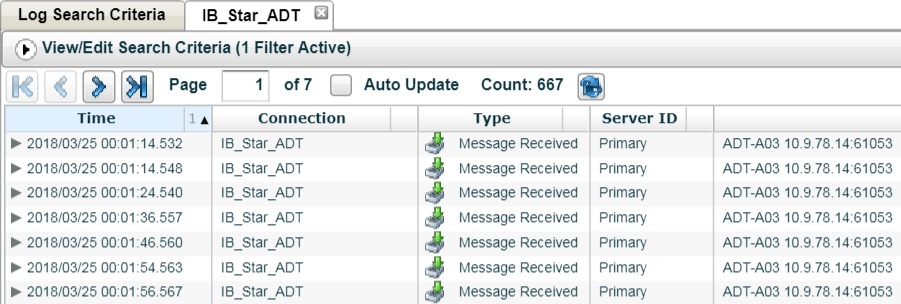 Log Search Criteria IB_Star_ADT
View/Edit Search Criteria (1 Filter Active)
Page 1 of 7 Auto Update Count: 667
Time 1 Connection Type Server ID
2018/03/25 00:01:14.532 IB_Star_ADT Message Received Primary ADT-A03 10.9.78.14:61053
2018/03/25 00:01:14.548 IB_Star_ADT Message Received Primary ADT-A03 10.9.78.14:61053
2018/03/25 00:01:24.540 IB_Star_ADT Message Received Primary ADT-A03 10.9.78.14:61053
2018/03/25 00:01:36.557 IB_Star_ADT Message Received Primary ADT-A03 10.9.78.14:61053
2018/03/25 00:01:46.560 IB_Star_ADT Message Received Primary ADT-A03 10.9.78.14:61053
2018/03/25 00:01:54.563 IB_Star_ADT Message Received Primary ADT-A03 10.9.78.14:61053
2018/03/25 00:01:56.567 IB_Star_ADT Message Received Primary ADT-A03 10.9.78.14:61053